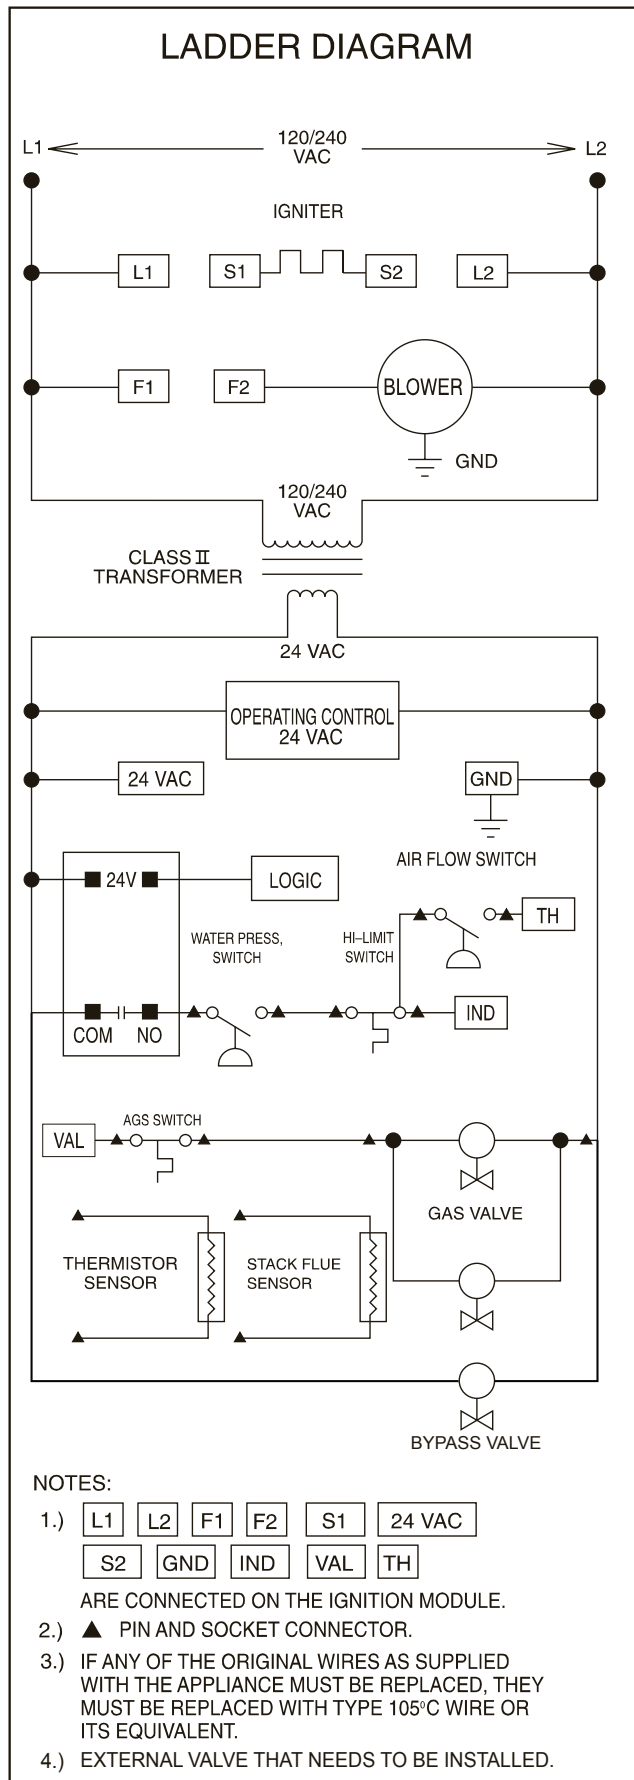 LADDER DIAGRAM
L1
120/240
VAC
L2
IGNITER
L1
S1
S2
L2
F1
F2
BLOWER
GND
120/240
VAC
CLASS II
TRANSFORMER
24 VAC
OPERATING CONTROL
24 VAC
24 VAC
GND
AIR FLOW SWITCH
24V
LOGIC
TH
WATER PRESS,
SWITCH
HI–LIMIT
SWITCH
COM
NO
IND
AGS SWITCH
VAL
GAS VALVE
THERMISTOR
SENSOR
STACK FLUE
SENSOR
BYPASS VALVE
NOTES:
1.) L1 L2 F1 F2 S1 24 VAC
S2 GND IND VAL TH
ARE CONNECTED ON THE IGNITION MODULE.
2.) ▲ PIN AND SOCKET CONNECTOR.
3.) IF ANY OF THE ORIGINAL WIRES AS SUPPLIED
WITH THE APPLIANCE MUST BE REPLACED, THEY
MUST BE REPLACED WITH TYPE 105°C WIRE OR
ITS EQUIVALENT.
4.) EXTERNAL VALVE THAT NEEDS TO BE INSTALLED.